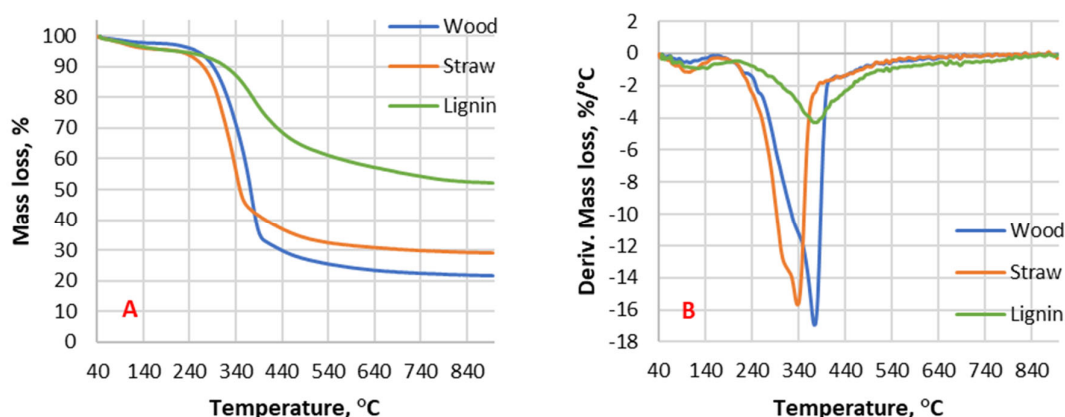 Mass loss, %
100
90
80
70
60
50
40
30
20
10
0
Wood
Straw
Lignin
A
40 140 240 340 440 540 640 740 840
Temperature, °C
Deriv. Mass loss, %/°C
2
0
-2
-4
-6
-8
-10
-12
-14
-16
-18
Wood
Straw
Lignin
B
40 140 240 340 440 540 640 740 840
Temperature, °C